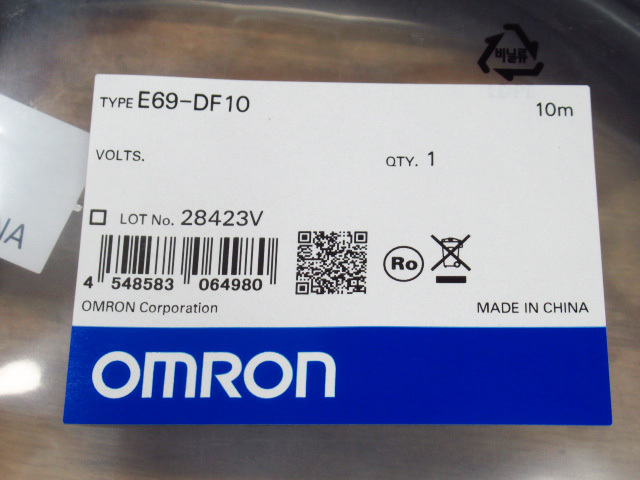 비닐류
TYPE E69-DF10
10m
VOLTS.
QTY. 1
LOT No. 28423V
4 548583 064980
Ro
OMRON Corporation
MADE IN CHINA
OMRON
NA